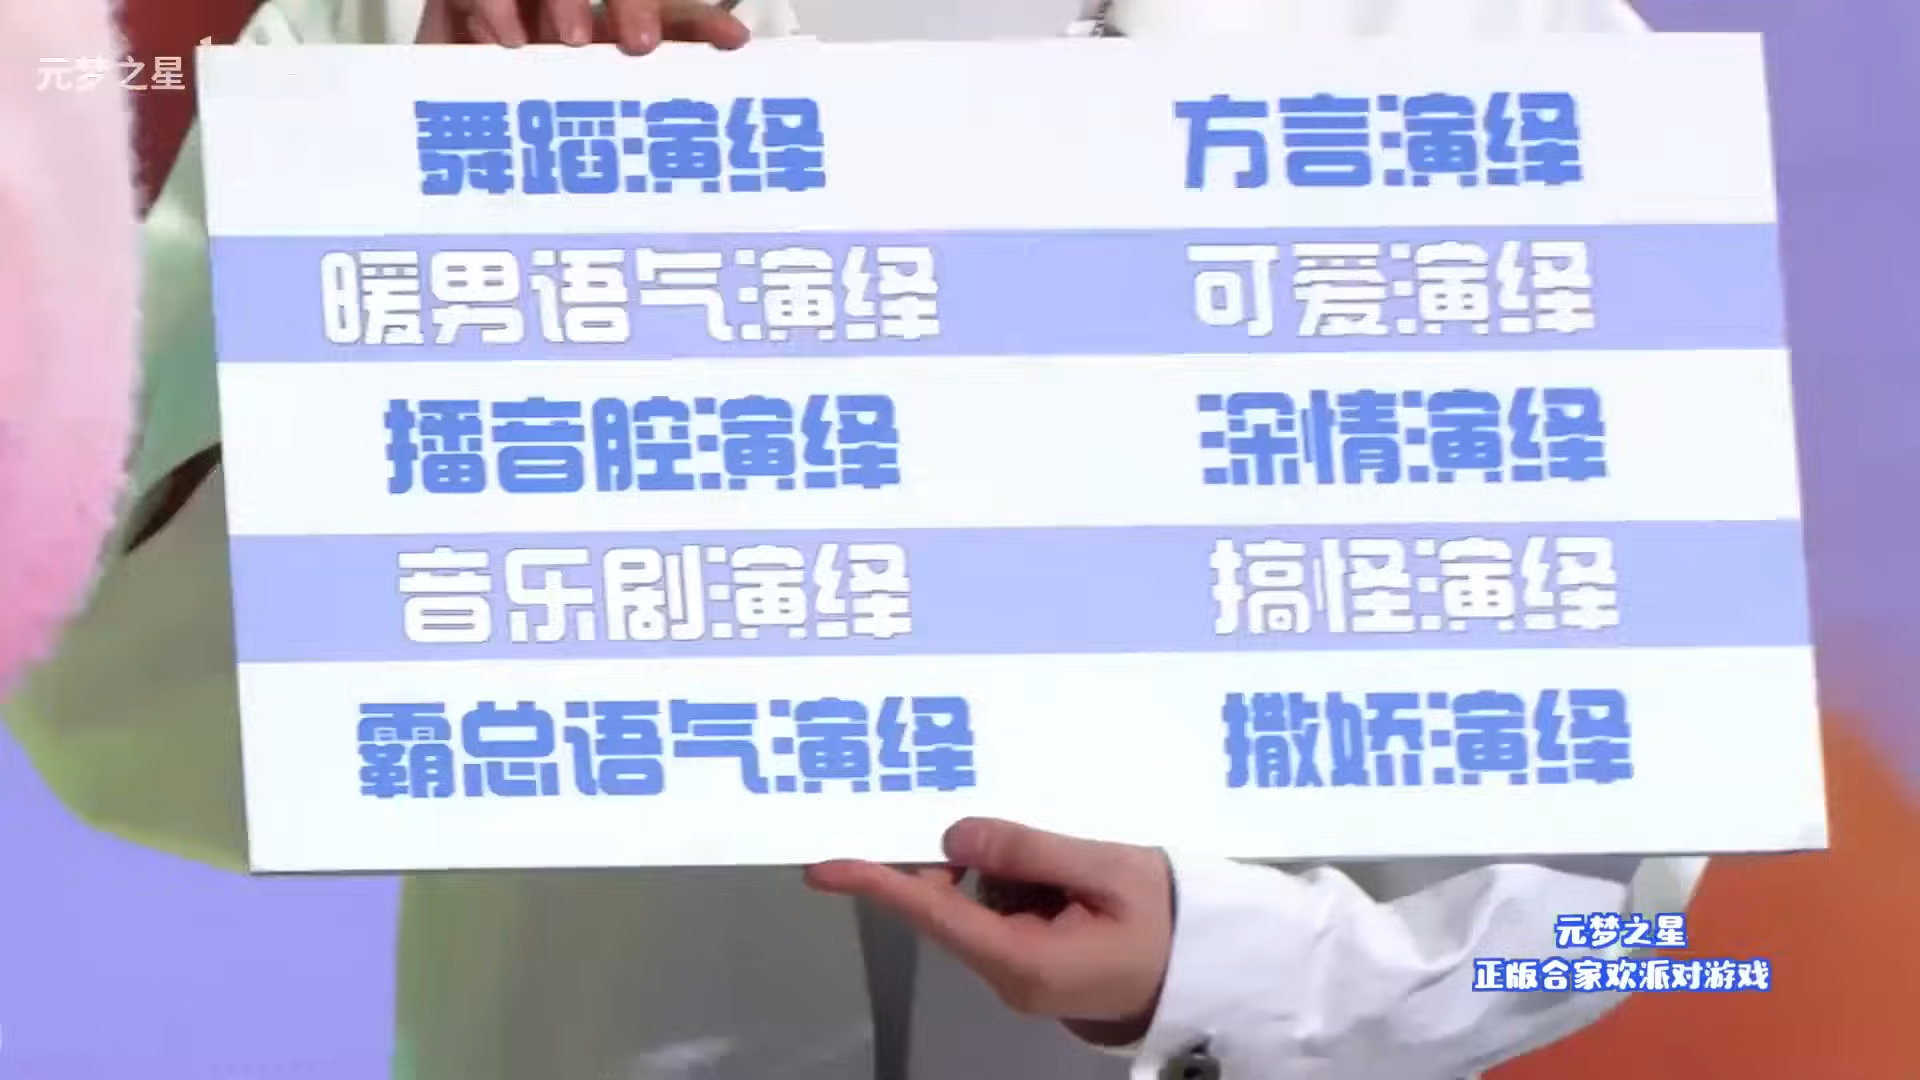 元梦之星
舞蹈演绎 方言演绎
暖男语气演绎 可爱演绎
播音腔演绎 深情演绎
音乐剧演绎 搞怪演绎
霸总语气演绎 撒娇演绎
元梦之星
正版合家欢派对游戏